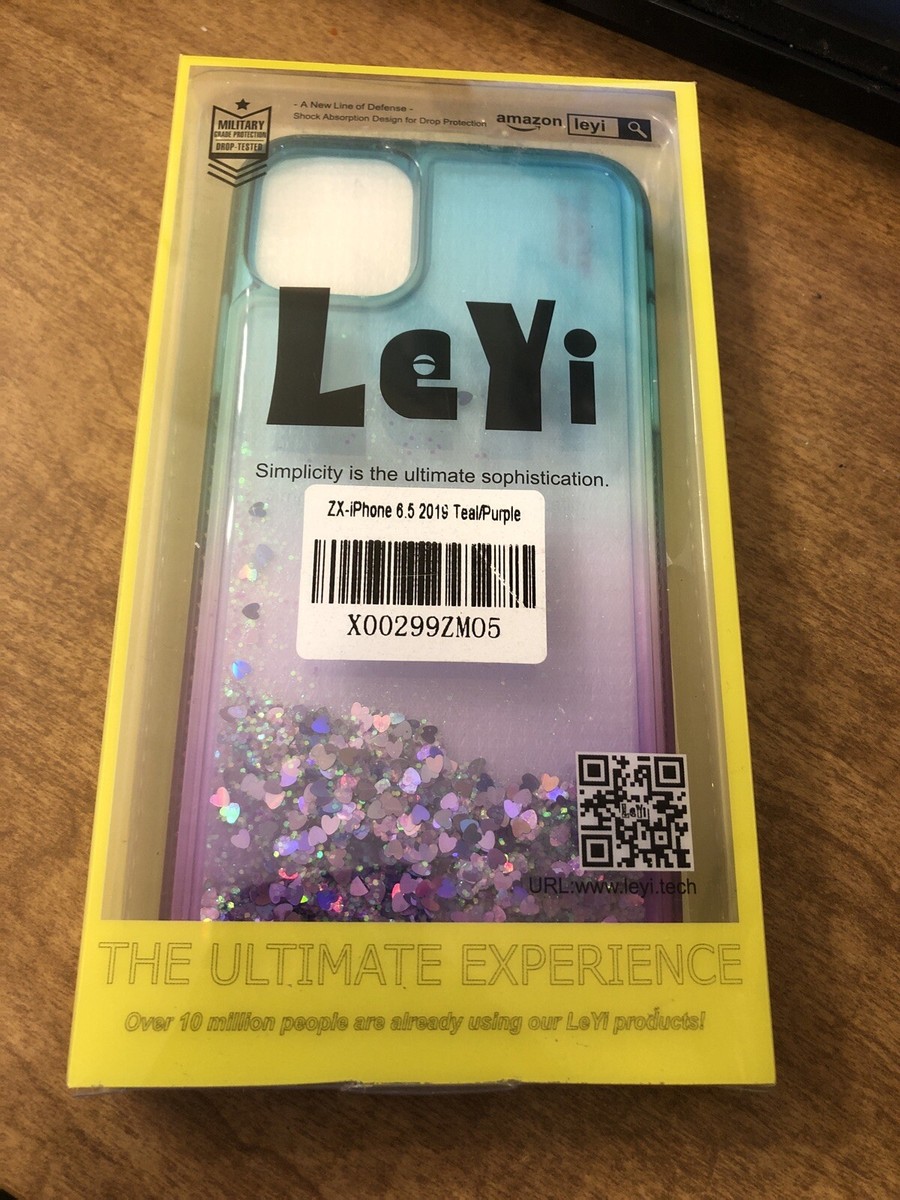 - A New Line of Defense -
Shock Absorption Design for Drop Protection
amazon leyi
MILITARY
GRADE PROTECTION
DROP-TESTED
LeYi
Simplicity is the ultimate sophistication.
ZX-iPhone 6.5 2019 Teal/Purple
X00299ZM05
LeYi
URL:www.leyi.tech
THE ULTIMATE EXPERIENCE
Over 10 million people are already using our LeYi products!